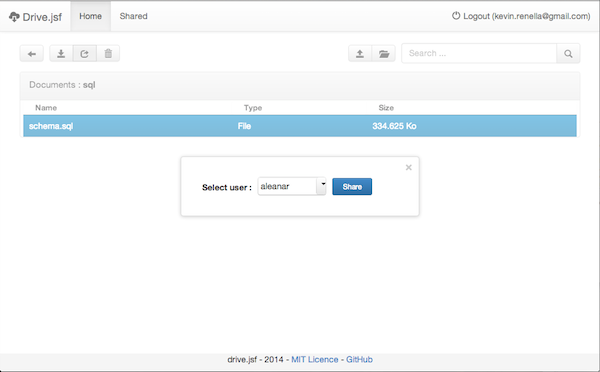 Drive.jsf Home Shared Logout (kevin.renella@gmail.com)
Search ...
Documents : sql
Name Type Size
schema.sql File 334.625 Ko
×
Select user : aleanar Share
drive.jsf - 2014 - MIT Licence - GitHub